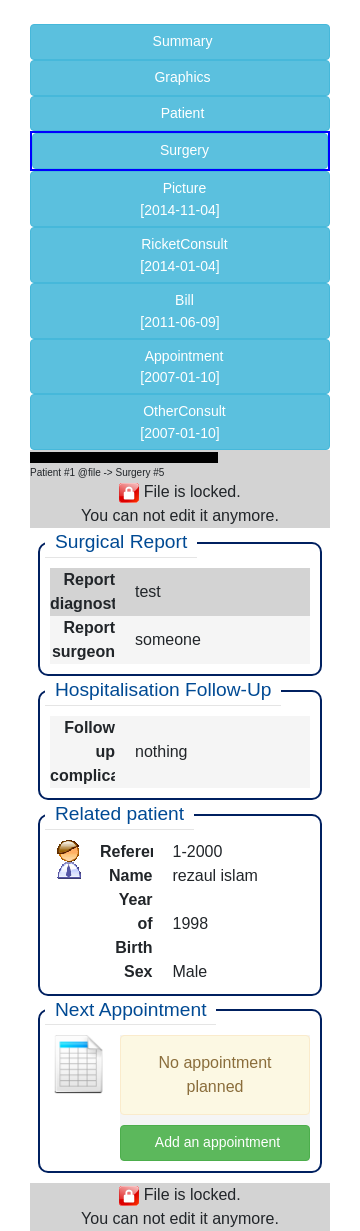 Summary
Graphics
Patient
Surgery
Picture
[2014-11-04]
RicketConsult
[2014-01-04]
Bill
[2011-06-09]
Appointment
[2007-01-10]
OtherConsult
[2007-01-10]
Patient #1 @file -> Surgery #5
File is locked.
You can not edit it anymore.
Surgical Report
Report
diagnost
test
Report
surgeon
someone
Hospitalisation Follow-Up
Follow
up
complica
nothing
Related patient
Referen 1-2000
Name rezaul islam
Year
of
Birth
1998
Sex Male
Next Appointment
No appointment
planned
Add an appointment
File is locked.
You can not edit it anymore.